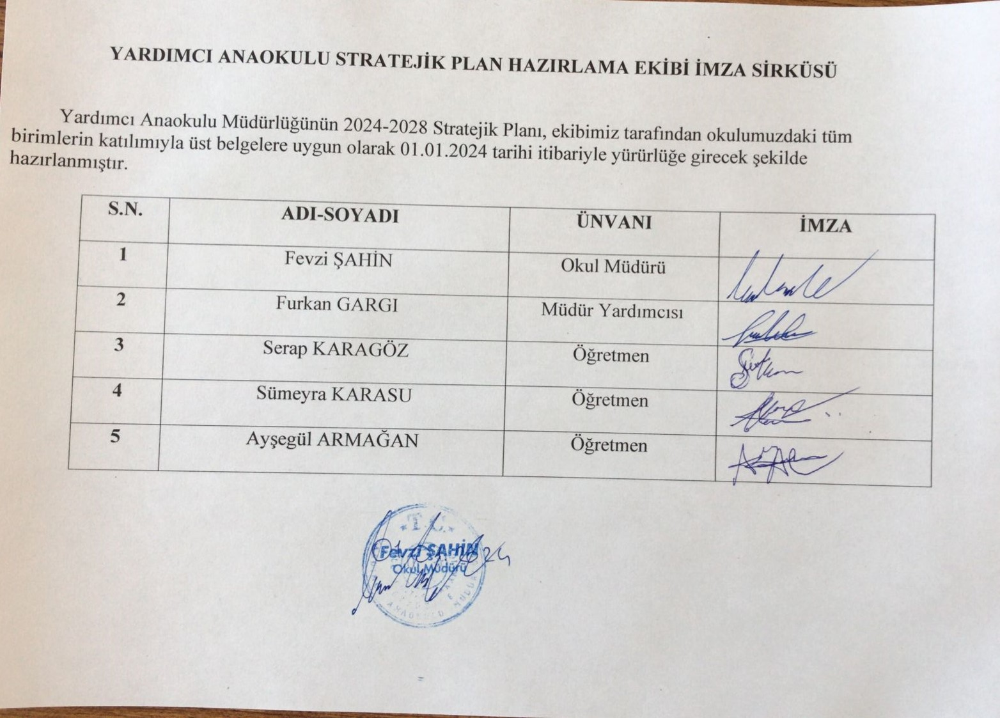 YARDIMCI ANAOKULU STRATEJİK PLAN HAZIRLAMA EKİBİ İMZA SİRKÜSÜ
Yardımcı Anaokulu Müdürlüğünün 2024-2028 Stratejik Planı, ekibimiz tarafından okulumuzdaki tüm
birimlerin katılımıyla üst belgelere uygun olarak 01.01.2024 tarihi itibariyle yürürlüğe girecek şekilde
hazırlanmıştır.
S.N. ADI-SOYADI ÜNVANI İMZA
1 Fevzi ŞAHİN Okul Müdürü
2 Furkan GARGI Müdür Yardımcısı
3 Serap KARAGÖZ Öğretmen
4 Sümeyra KARASU Öğretmen
5 Ayşegül ARMAĞAN Öğretmen
T.C.
Fevzi ŞAHİN
Okul Müdürü